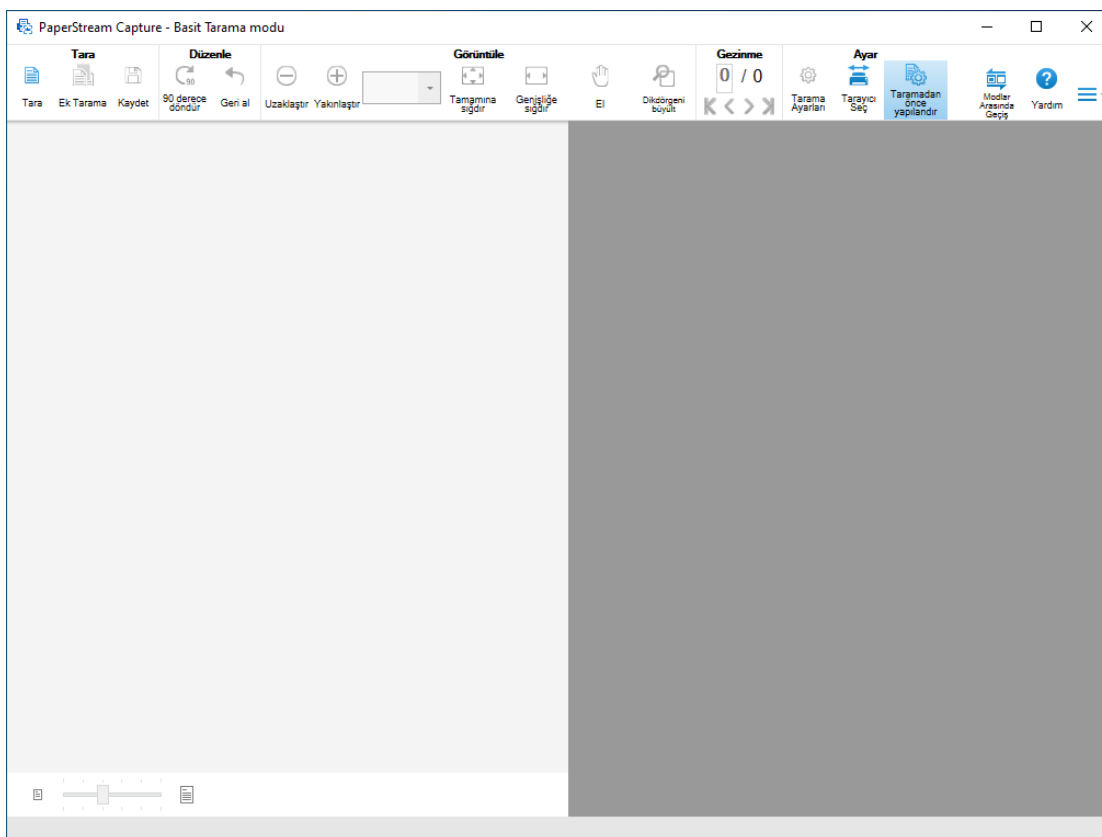 PaperStream Capture - Basit Tarama modu
Tara
Düzenle
Görüntüle
Gezinme
Ayar
90
0 / 0
Tara
Ek Tarama
Kaydet
90 derece
döndür
Geri al
Uzaklaştır
Yakınlaştır
Tamamına
sığdır
Genişliğe
sığdır
El
Dikdörgeni
büyült
Tarama
Ayarları
Tarayıcı
Seç
Taramadan
önce
yapılandır
Modlar
Arasında
Geçiş
Yardım